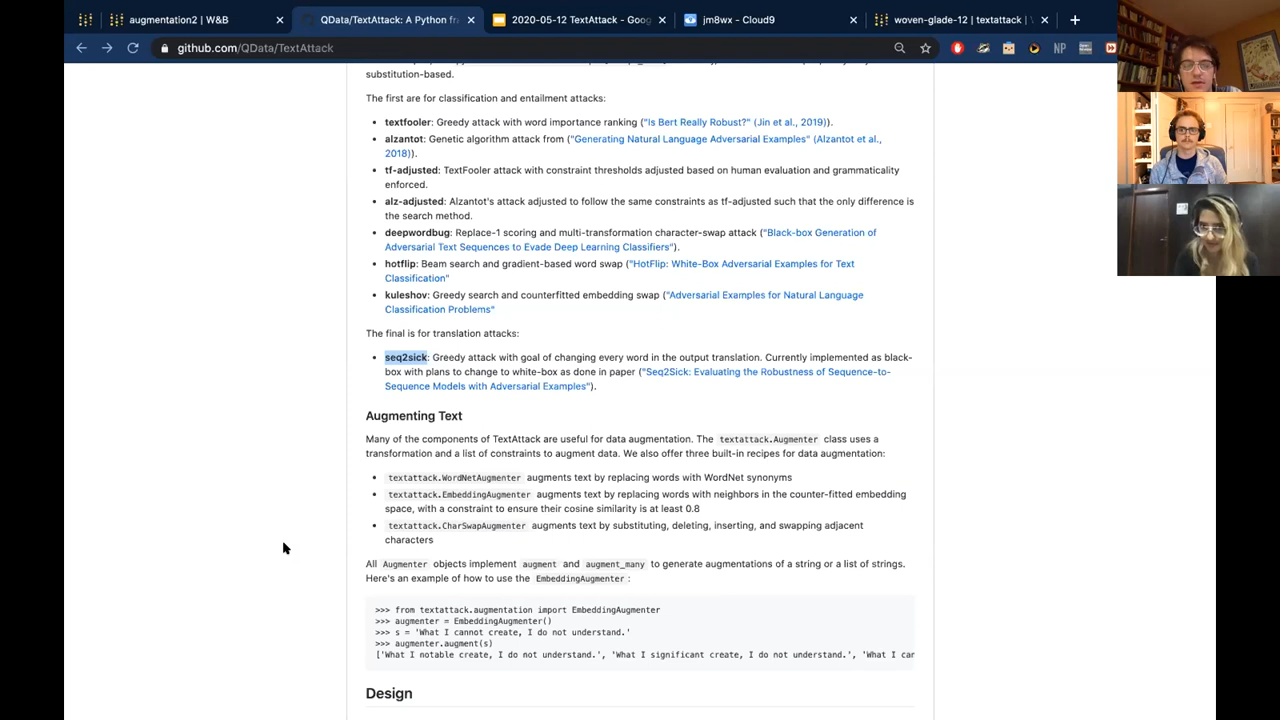 augmentation2 | W&B
QData/TextAttack: A Python fr
2020-05-12 TextAttack - Goog
jm8wx - Cloud9
woven-glade-12 | textattack |
github.com/QData/TextAttack
substitution-based.
The first are for classification and entailment attacks:
• textfooler: Greedy attack with word importance ranking ("Is Bert Really Robust?" (Jin et al., 2019)).
• alzantot: Genetic algorithm attack from ("Generating Natural Language Adversarial Examples" (Alzantot et al.,
2018)).
• tf-adjusted: TextFooler attack with constraint thresholds adjusted based on human evaluation and grammaticality
enforced.
• alz-adjusted: Alzantot's attack adjusted to follow the same constraints as tf-adjusted such that the only difference is
the search method.
• deepwordbug: Replace-1 scoring and multi-transformation character-swap attack ("Black-box Generation of
Adversarial Text Sequences to Evade Deep Learning Classifiers").
• hotflip: Beam search and gradient-based word swap ("HotFlip: White-Box Adversarial Examples for Text
Classification"
• kuleshov: Greedy search and counterfitted embedding swap ("Adversarial Examples for Natural Language
Classification Problems"
The final is for translation attacks:
• seq2sick: Greedy attack with goal of changing every word in the output translation. Currently implemented as black-
box with plans to change to white-box as done in paper ("Seq2Sick: Evaluating the Robustness of Sequence-to-
Sequence Models with Adversarial Examples").
Augmenting Text
Many of the components of TextAttack are useful for data augmentation. The textattack.Augmenter class uses a
transformation and a list of constraints to augment data. We also offer three built-in recipes for data augmentation:
• textattack.WordNetAugmenter augments text by replacing words with WordNet synonyms
• textattack.EmbeddingAugmenter augments text by replacing words with neighbors in the counter-fitted embedding
space, with a constraint to ensure their cosine similarity is at least 0.8
• textattack.CharSwapAugmenter augments text by substituting, deleting, inserting, and swapping adjacent
characters
All Augmenter objects implement augment and augment_many to generate augmentations of a string or a list of strings.
Here's an example of how to use the EmbeddingAugmenter:
>>> from textattack.augmentation import EmbeddingAugmenter
>>> augmenter = EmbeddingAugmenter()
>>> s = 'What I cannot create, I do not understand.'
>>> augmenter.augment(s)
['What I notable create, I do not understand.', 'What I significant create, I do not understand.', 'What I can
Design